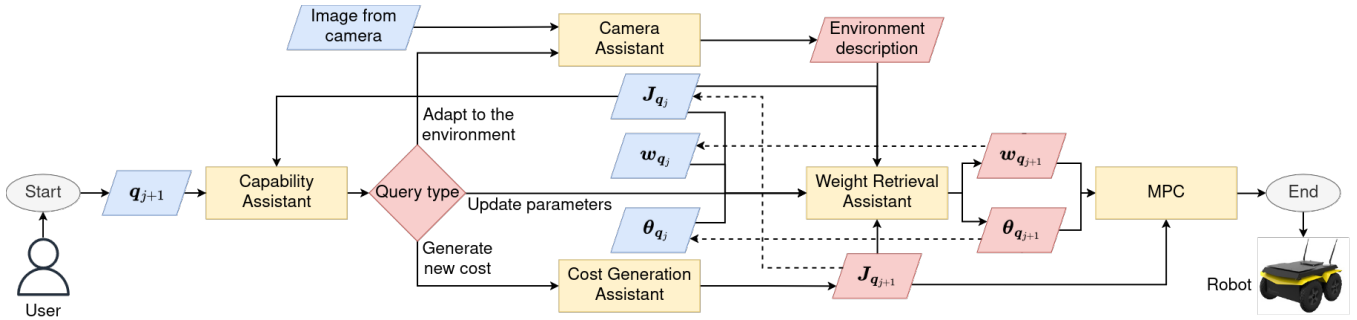 Image from
camera
Camera
Assistant
Environment
description
J_{q_j}
Adapt to the
environment
w_{q_j}
w_{q_{j+1}}
Start
q_{j+1}
Capability
Assistant
Query type
Update parameters
Weight Retrieval
Assistant
MPC
End
θ_{q_j}
θ_{q_{j+1}}
Generate
new cost
Cost Generation
Assistant
J_{q_{j+1}}
Robot
User